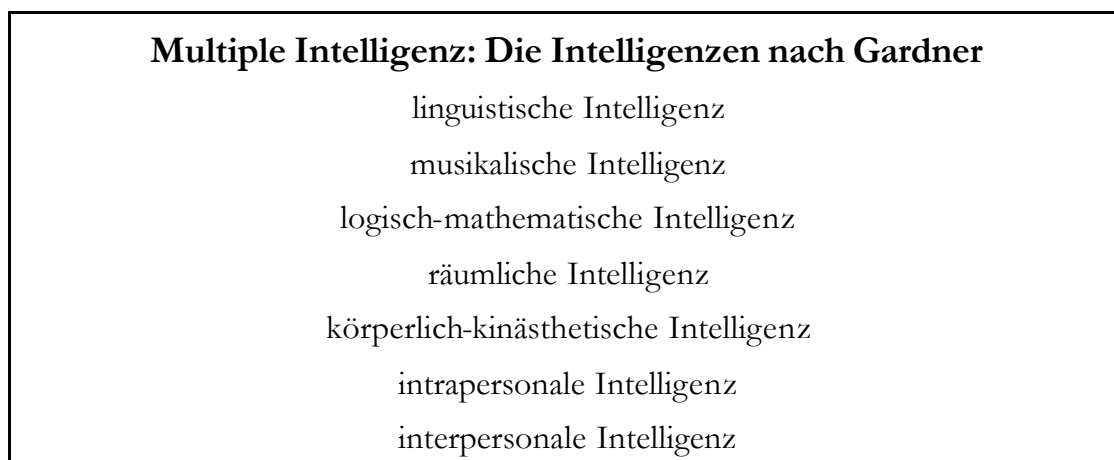 Multiple Intelligenz: Die Intelligenzen nach Gardner
linguistische Intelligenz
musikalische Intelligenz
logisch-mathematische Intelligenz
räumliche Intelligenz
körperlich-kinästhetische Intelligenz
intrapersonale Intelligenz
interpersonale Intelligenz